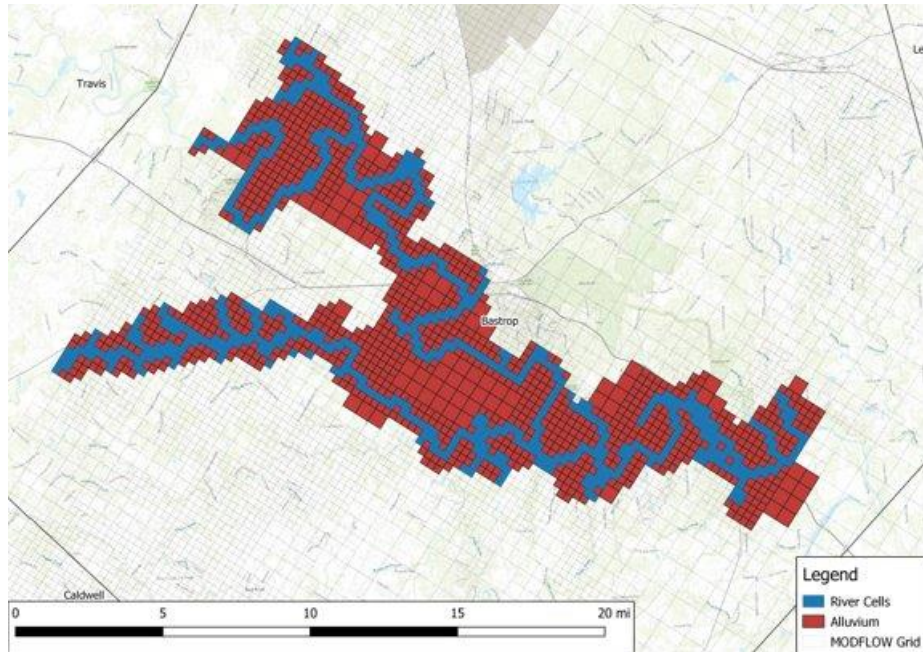 Travis
Le
Bastrop
Caldwell
0 5 10 15 20 mi
Legend
River Cells
Alluvium
MODFLOW Grid